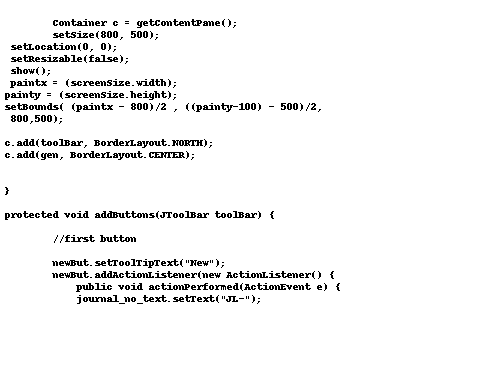 Container c = getContentPane();
setSize(800, 500);
setLocation(0, 0);
setResizable(false);
show();
paintx = (screenSize.width);
painty = (screenSize.height);
setBounds( (paintx - 800)/2 , ((painty-100) - 500)/2,
800,500);
c.add(toolBar, BorderLayout.NORTH);
c.add(gen, BorderLayout.CENTER);
}
protected void addButtons(JToolBar toolBar) {
//first button
newBut.setToolTipText("New");
newBut.addActionListener(new ActionListener() {
public void actionPerformed(ActionEvent e) {
journal_no_text.setText("JL-");